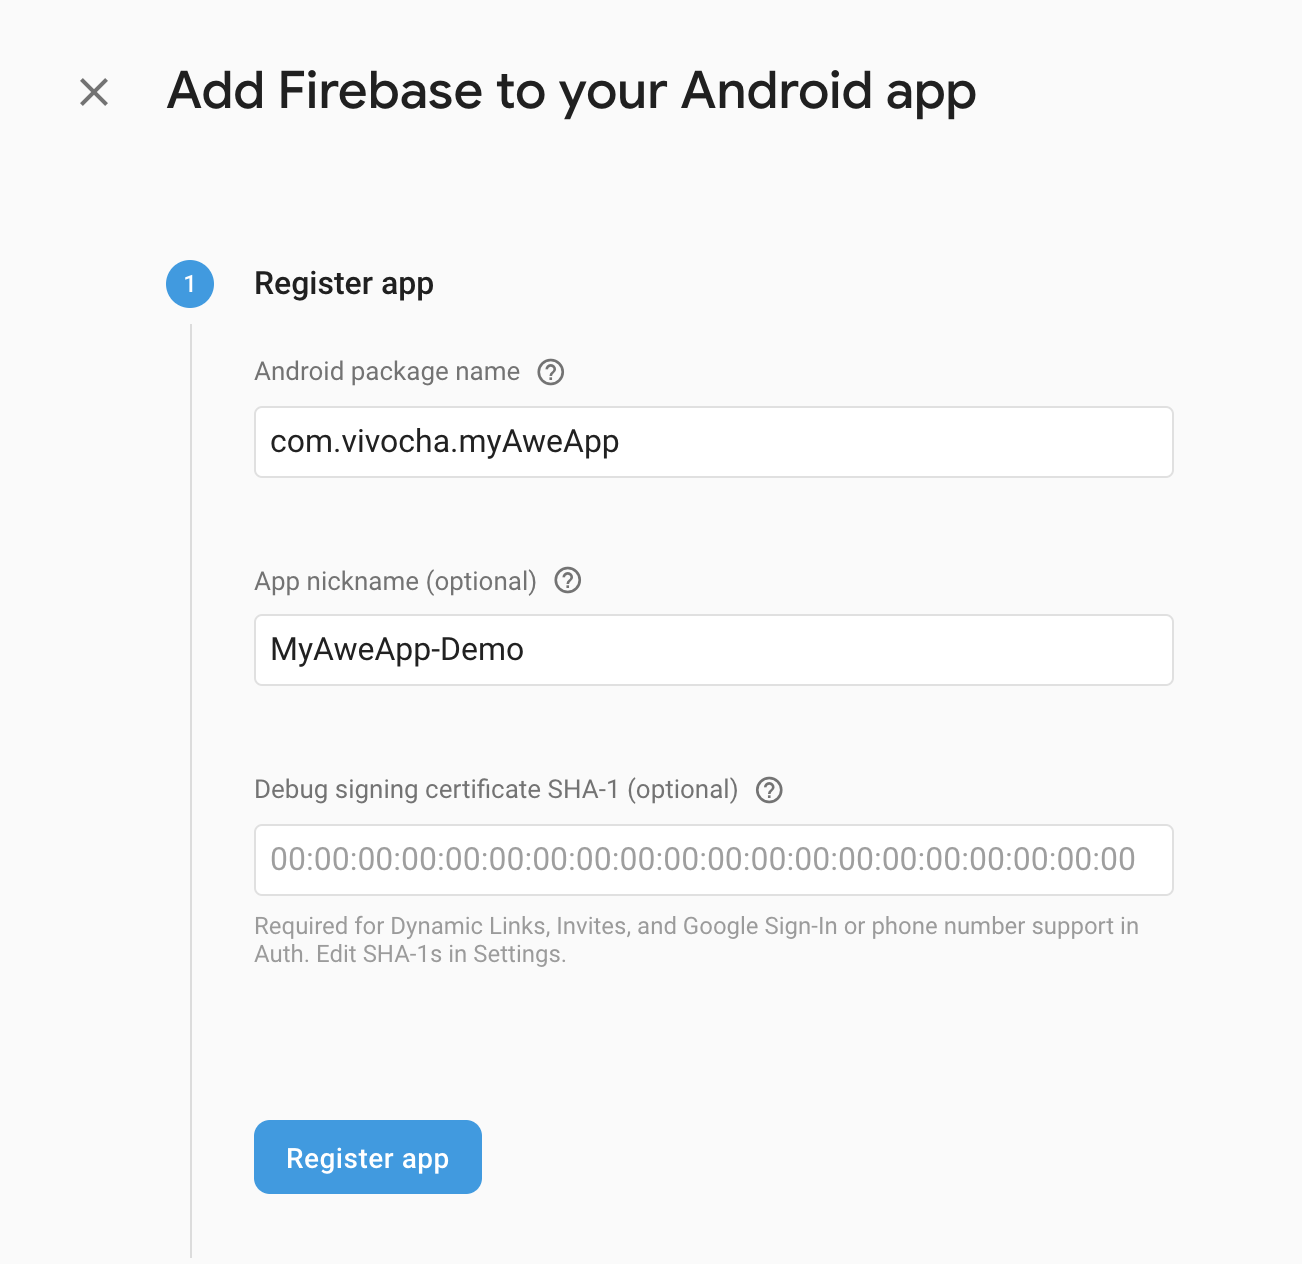 Add Firebase to your Android app
1
Register app
Android package name
com.vivocha.myAweApp
App nickname (optional)
MyAweApp-Demo
Debug signing certificate SHA-1 (optional)
00:00:00:00:00:00:00:00:00:00:00:00:00:00:00:00:00:00:00:00
Required for Dynamic Links, Invites, and Google Sign-In or phone number support in
Auth. Edit SHA-1s in Settings.
Register app